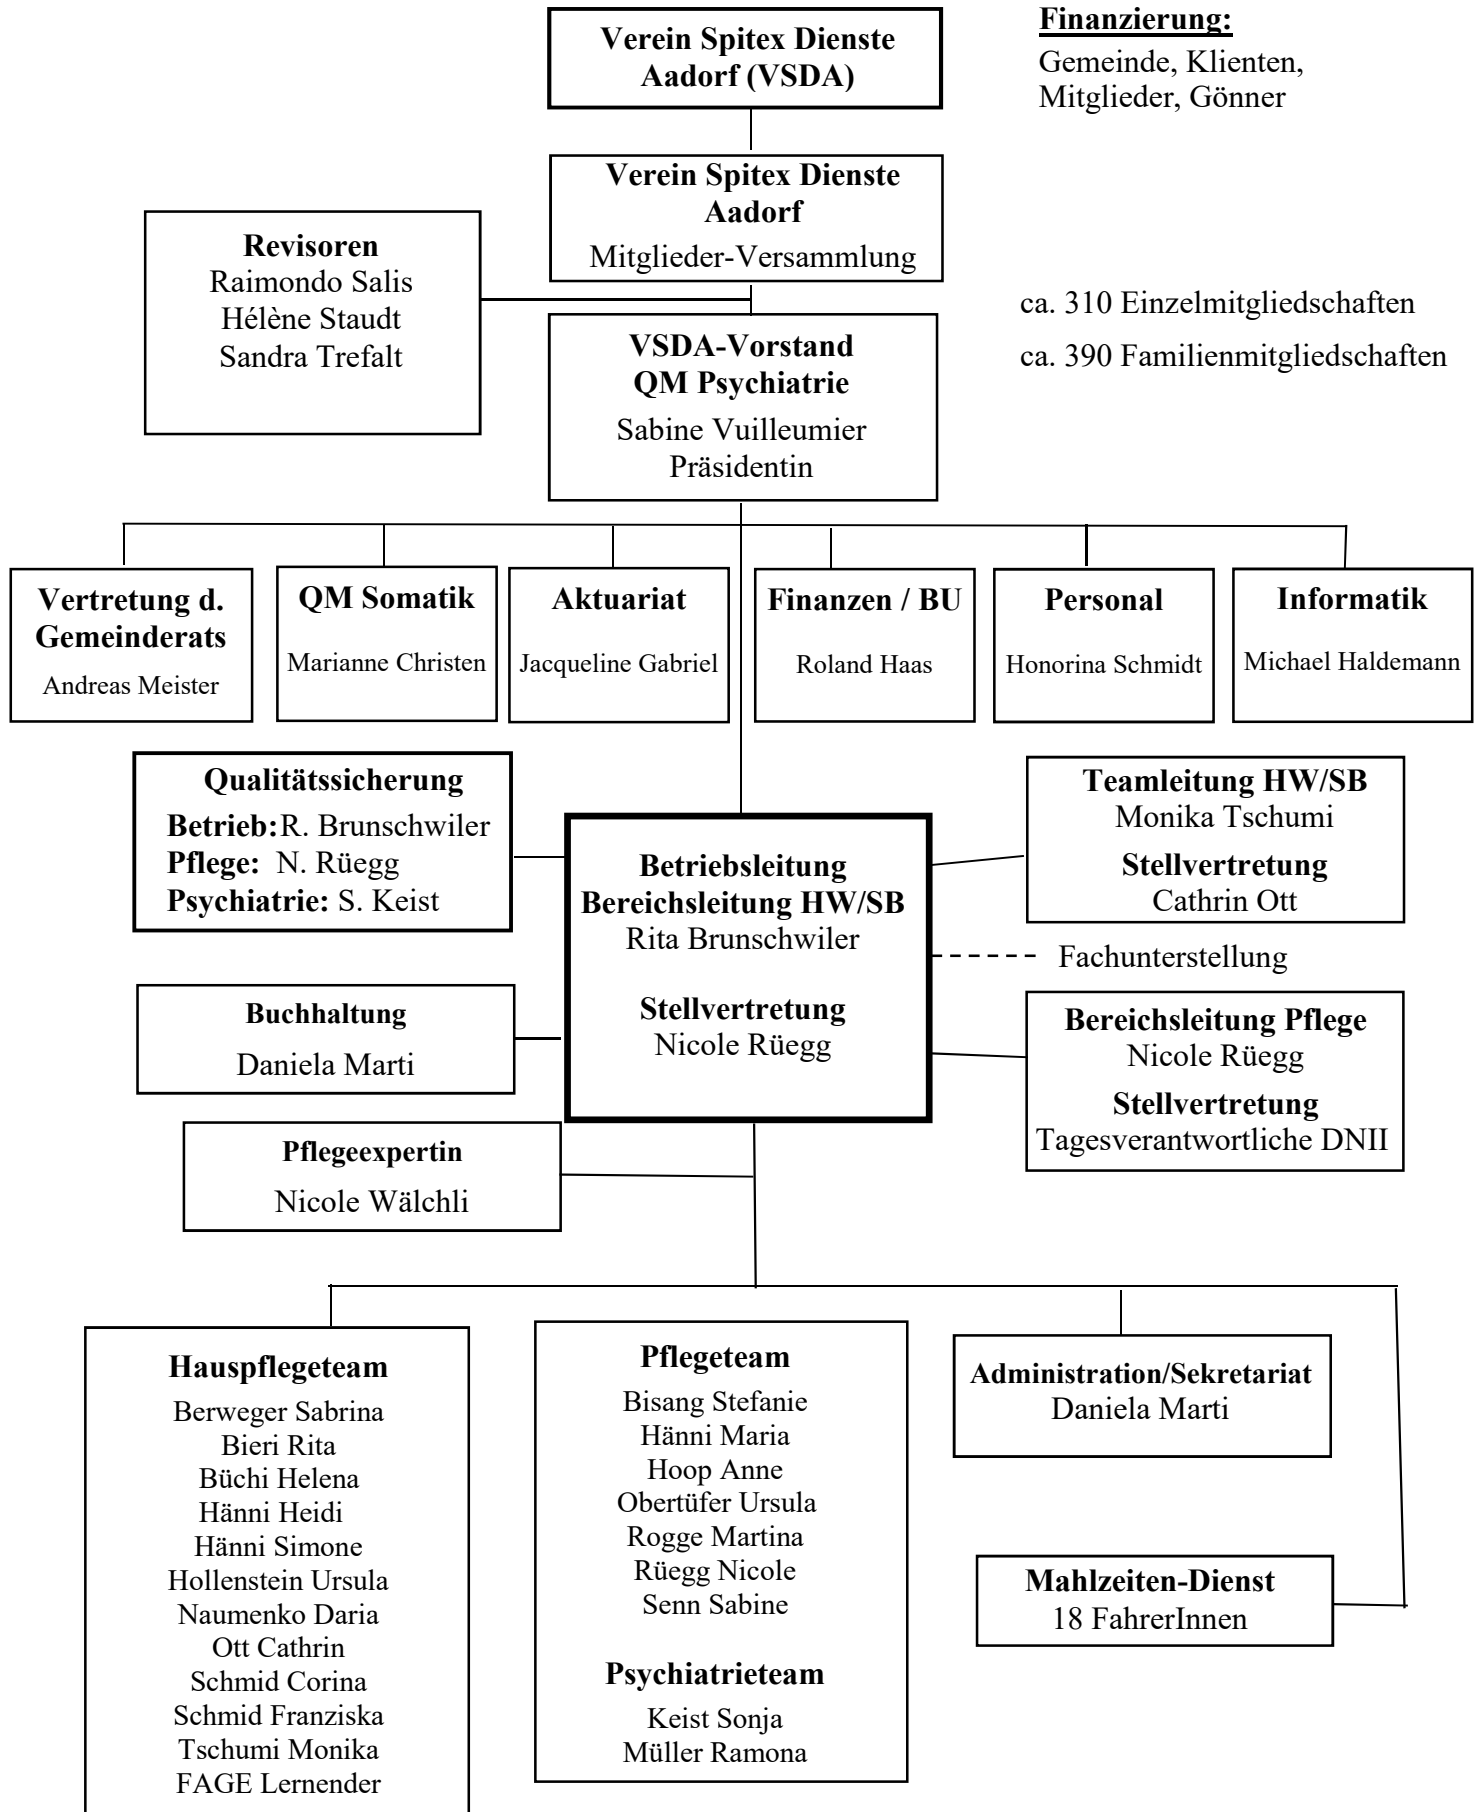 Verein Spitex Dienste
Aadorf (VSDA)
Finanzierung:
Gemeinde, Klienten,
Mitglieder, Gönner
Verein Spitex Dienste
Aadorf
Mitglieder-Versammlung
Revisoren
Raimondo Salis
Hélène Staudt
Sandra Trefalt
ca. 310 Einzelmitgliedschaften
ca. 390 Familienmitgliedschaften
VSDA-Vorstand
QM Psychiatrie
Sabine Vuilleumier
Präsidentin
Vertretung d.
Gemeinderats
Andreas Meister
QM Somatik
Marianne Christen
Aktuariat
Jacqueline Gabriel
Finanzen / BU
Roland Haas
Personal
Honorina Schmidt
Informatik
Michael Haldemann
Qualitätssicherung
Betrieb: R. Brunschwiler
Pflege: N. Rüegg
Psychiatrie: S. Keist
Betriebsleitung
Bereichsleitung HW/SB
Rita Brunschwiler
Stellvertretung
Nicole Rüegg
Teamleitung HW/SB
Monika Tschumi
Stellvertretung
Cathrin Ott
Fachunterstellung
Buchhaltung
Daniela Marti
Bereichsleitung Pflege
Nicole Rüegg
Stellvertretung
Tagesverantwortliche DNII
Pflegeexpertin
Nicole Wälchli
Hauspflegeteam
Berweger Sabrina
Bieri Rita
Büchi Helena
Hänni Heidi
Hänni Simone
Hollenstein Ursula
Naumenko Daria
Ott Cathrin
Schmid Corina
Schmid Franziska
Tschumi Monika
FAGE Lernender
Pflegeteam
Bisang Stefanie
Hänni Maria
Hoop Anne
Obertüfer Ursula
Rogge Martina
Rüegg Nicole
Senn Sabine
Psychiatrieteam
Keist Sonja
Müller Ramona
Administration/Sekretariat
Daniela Marti
Mahlzeiten-Dienst
18 FahrerInnen